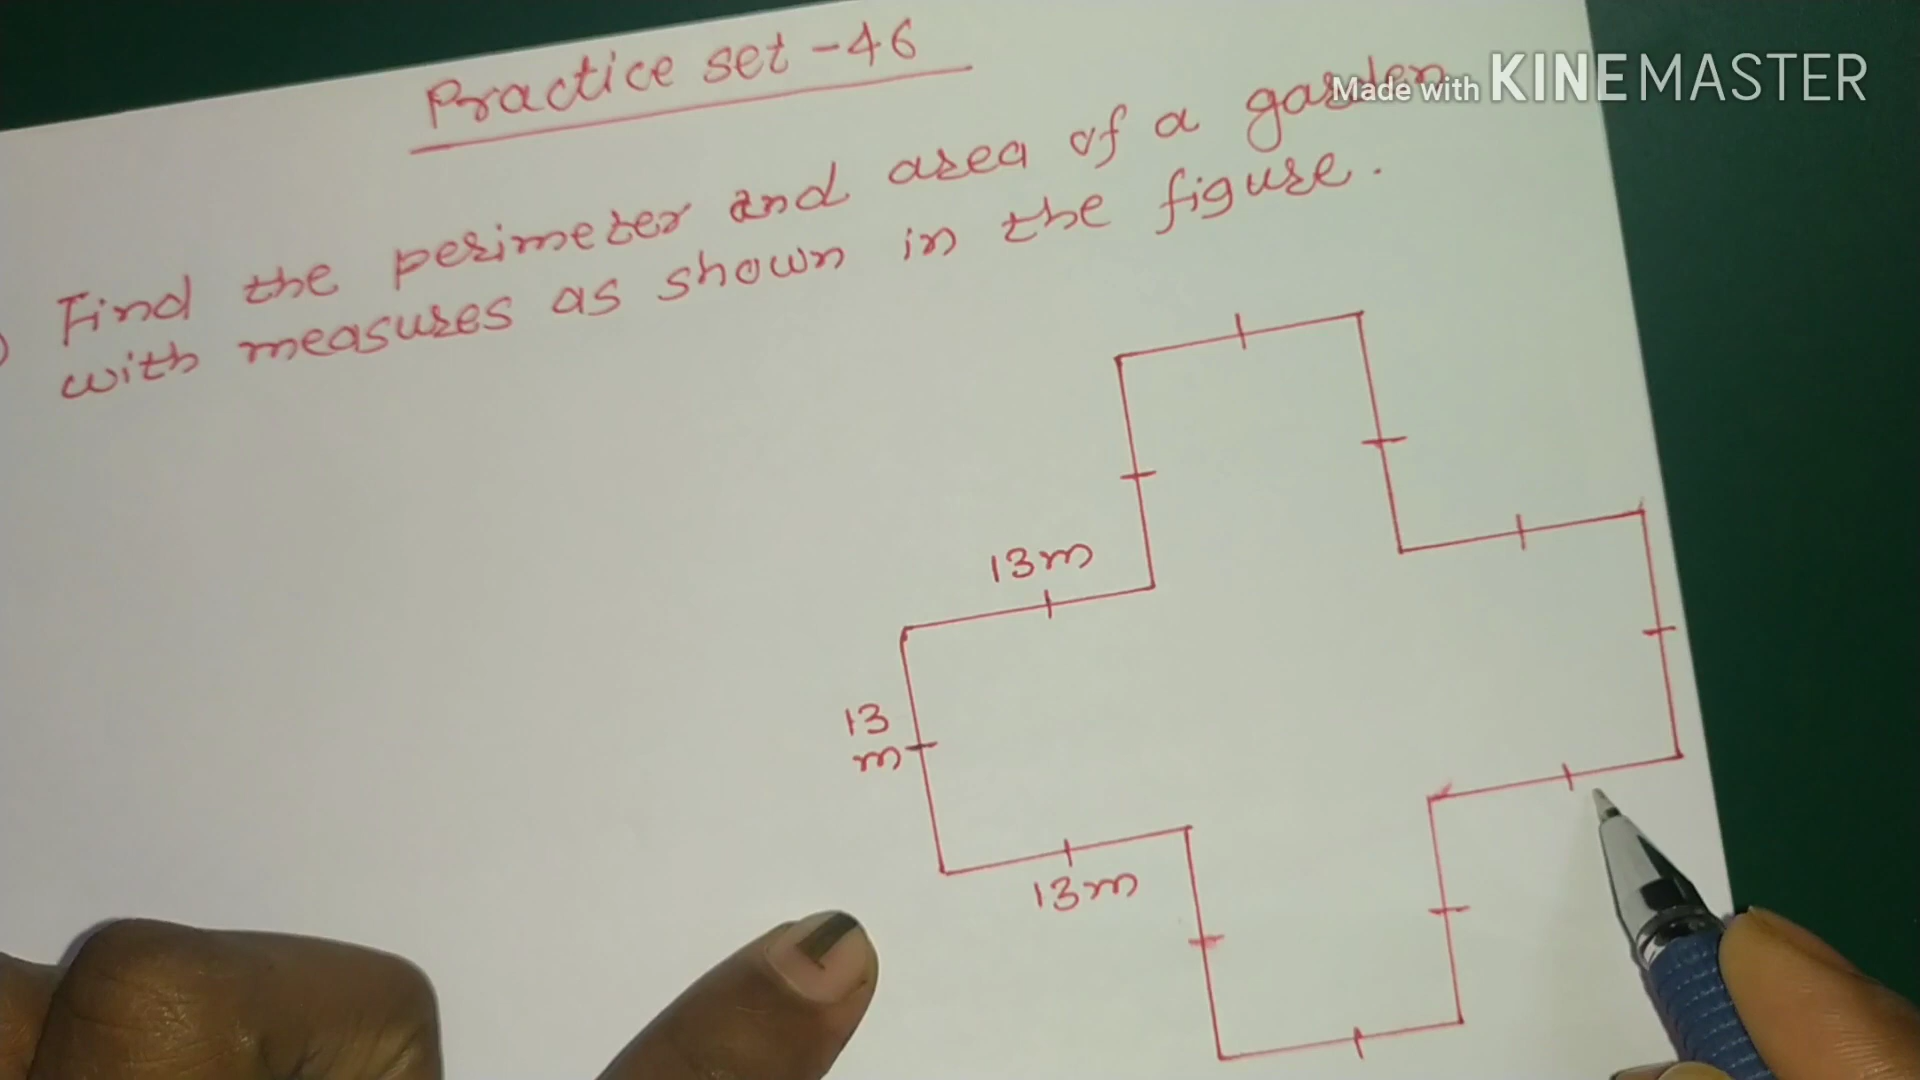 Practice set - 46
Made with KINEMASTER
Find the perimeter and area of a garden
with measures as shown in the figure.
13m
13
m
13m